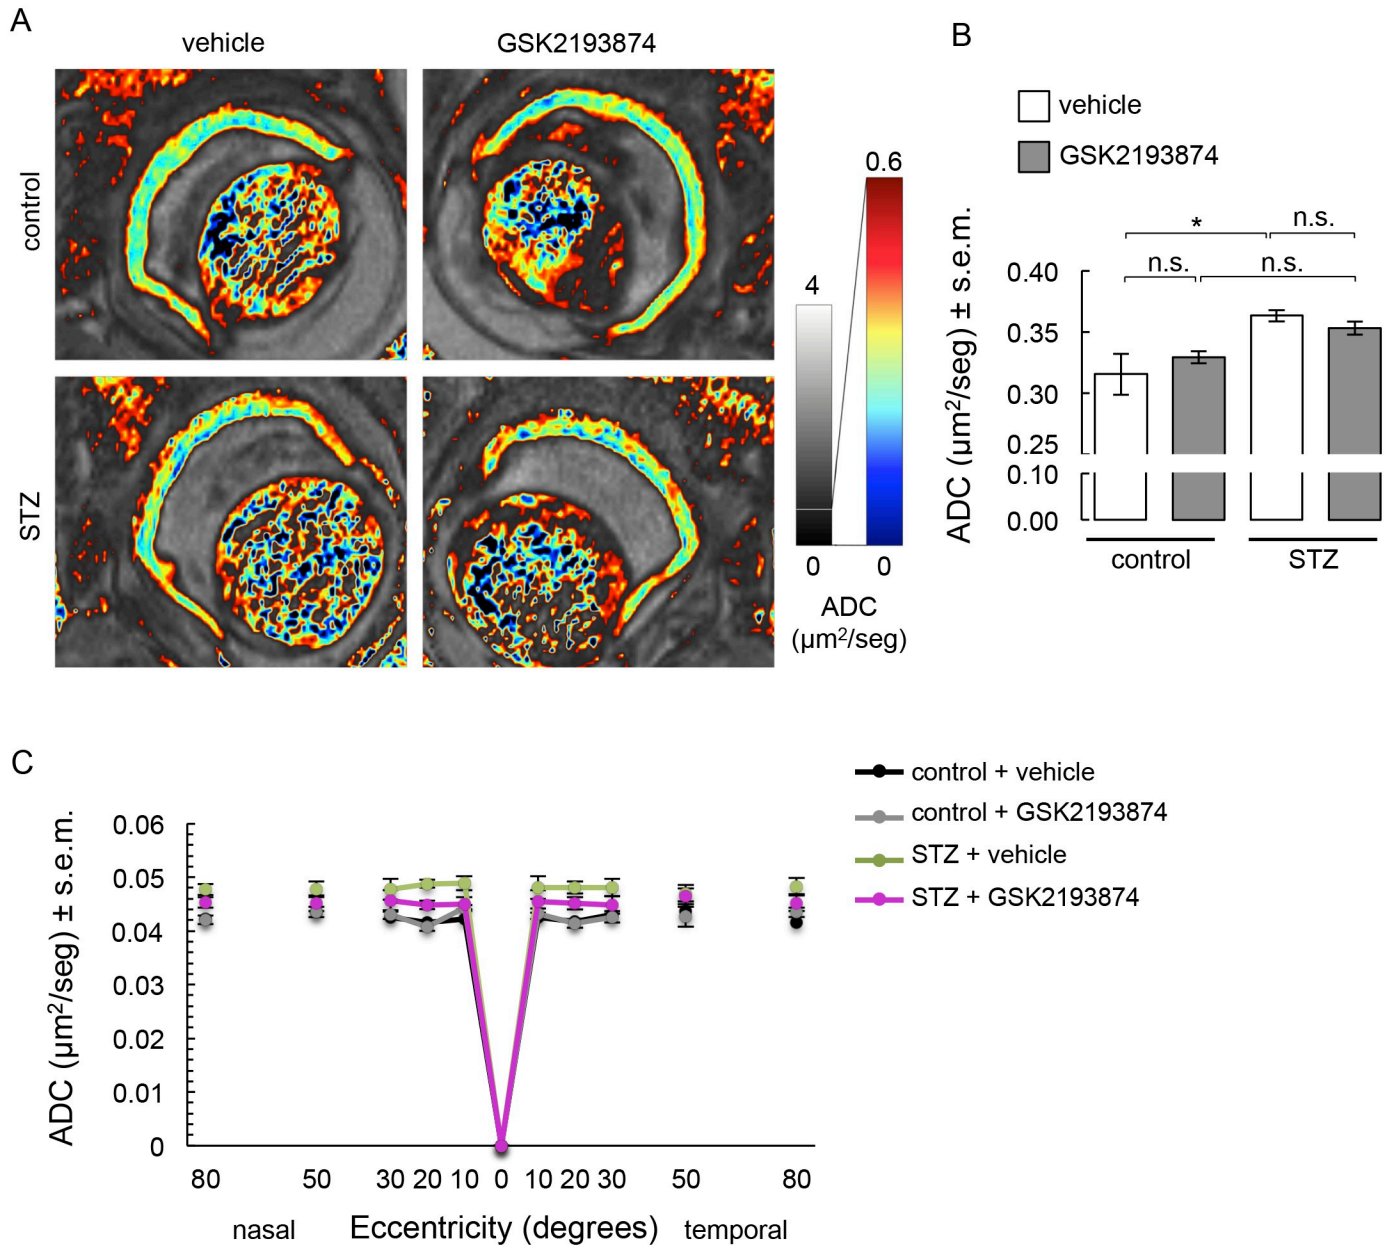 A
vehicle
GSK2193874
control
STZ
4
0.6
0
0
ADC
(µm²/seg)
B
vehicle
GSK2193874
*
n.s.
n.s.
n.s.
ADC (µm²/seg) ± s.e.m.
0.40
0.35
0.30
0.25
0.10
0.00
control
STZ
C
control + vehicle
control + GSK2193874
STZ + vehicle
STZ + GSK2193874
ADC (µm²/seg) ± s.e.m.
0.06
0.05
0.04
0.03
0.02
0.01
0
80 50 30 20 10 0 10 20 30 50 80
nasal Eccentricity (degrees) temporal